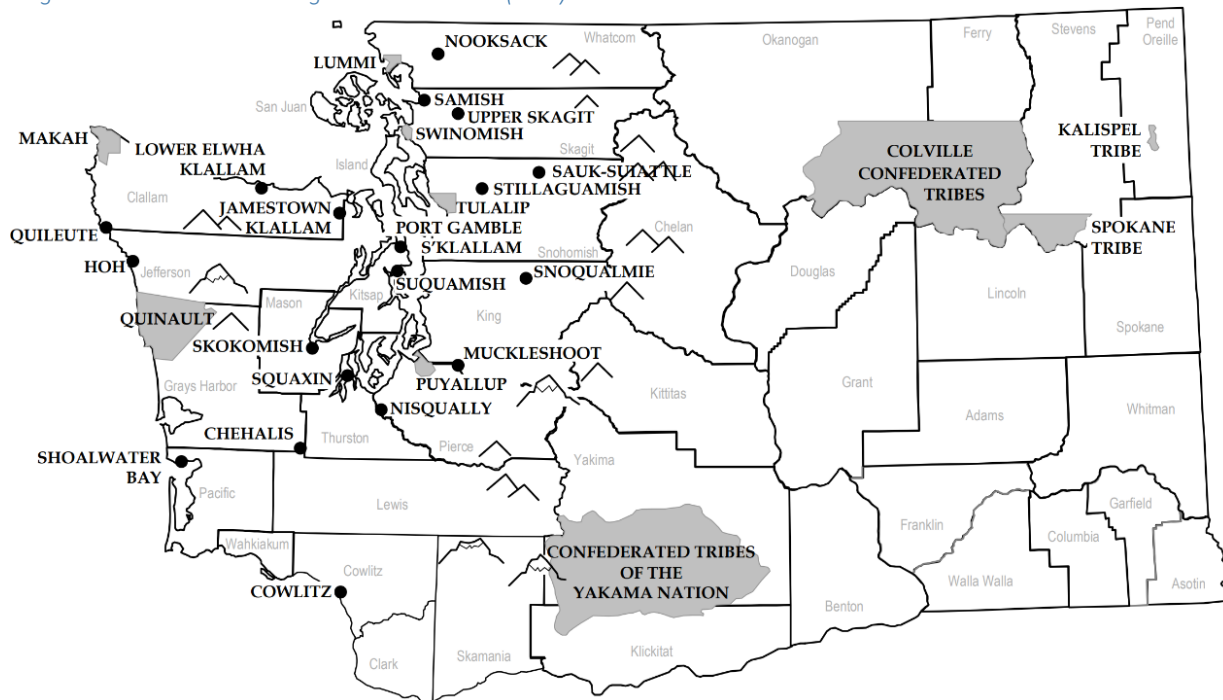 NOOKSACK
Whatcom
Okanogan
Ferry
Stevens
Pend
Oreille
LUMMI
San Juan
SAMISH
UPPER SKAGIT
SWINOMISH
Skagit
MAKAH
LOWER ELWHA
KLALLAM
Island
SAUK-SUIATTLE
STILLAGUAMISH
KALISPEL
TRIBE
COLVILLE
CONFEDERATED
TRIBES
Clallam
JAMESTOWN
KLALLAM
TULALIP
PORT GAMBLE
S'KLALLAM
Snohomish
Chelan
SPOKANE
TRIBE
QUILEUTE
HOH
Jefferson
Kitsap
SUQUAMISH
SNOQUALMIE
Douglas
Lincoln
Mason
QUINAULT
King
Spokane
SKOKOMISH
MUCKLESHOOT
SQUAXIN
PUYALLUP
Grays Harbor
NISQUALLY
Kittitas
Grant
Adams
Whitman
CHEHALIS
Thurston
Pierce
Yakima
SHOALWATER
BAY
Pacific
Lewis
Franklin
Columbia
Garfield
Wahkiakum
Cowlitz
CONFEDERATED TRIBES
OF THE
YAKAMA NATION
Walla Walla
Asotin
COWLITZ
Benton
Clark
Skamania
Klickitat